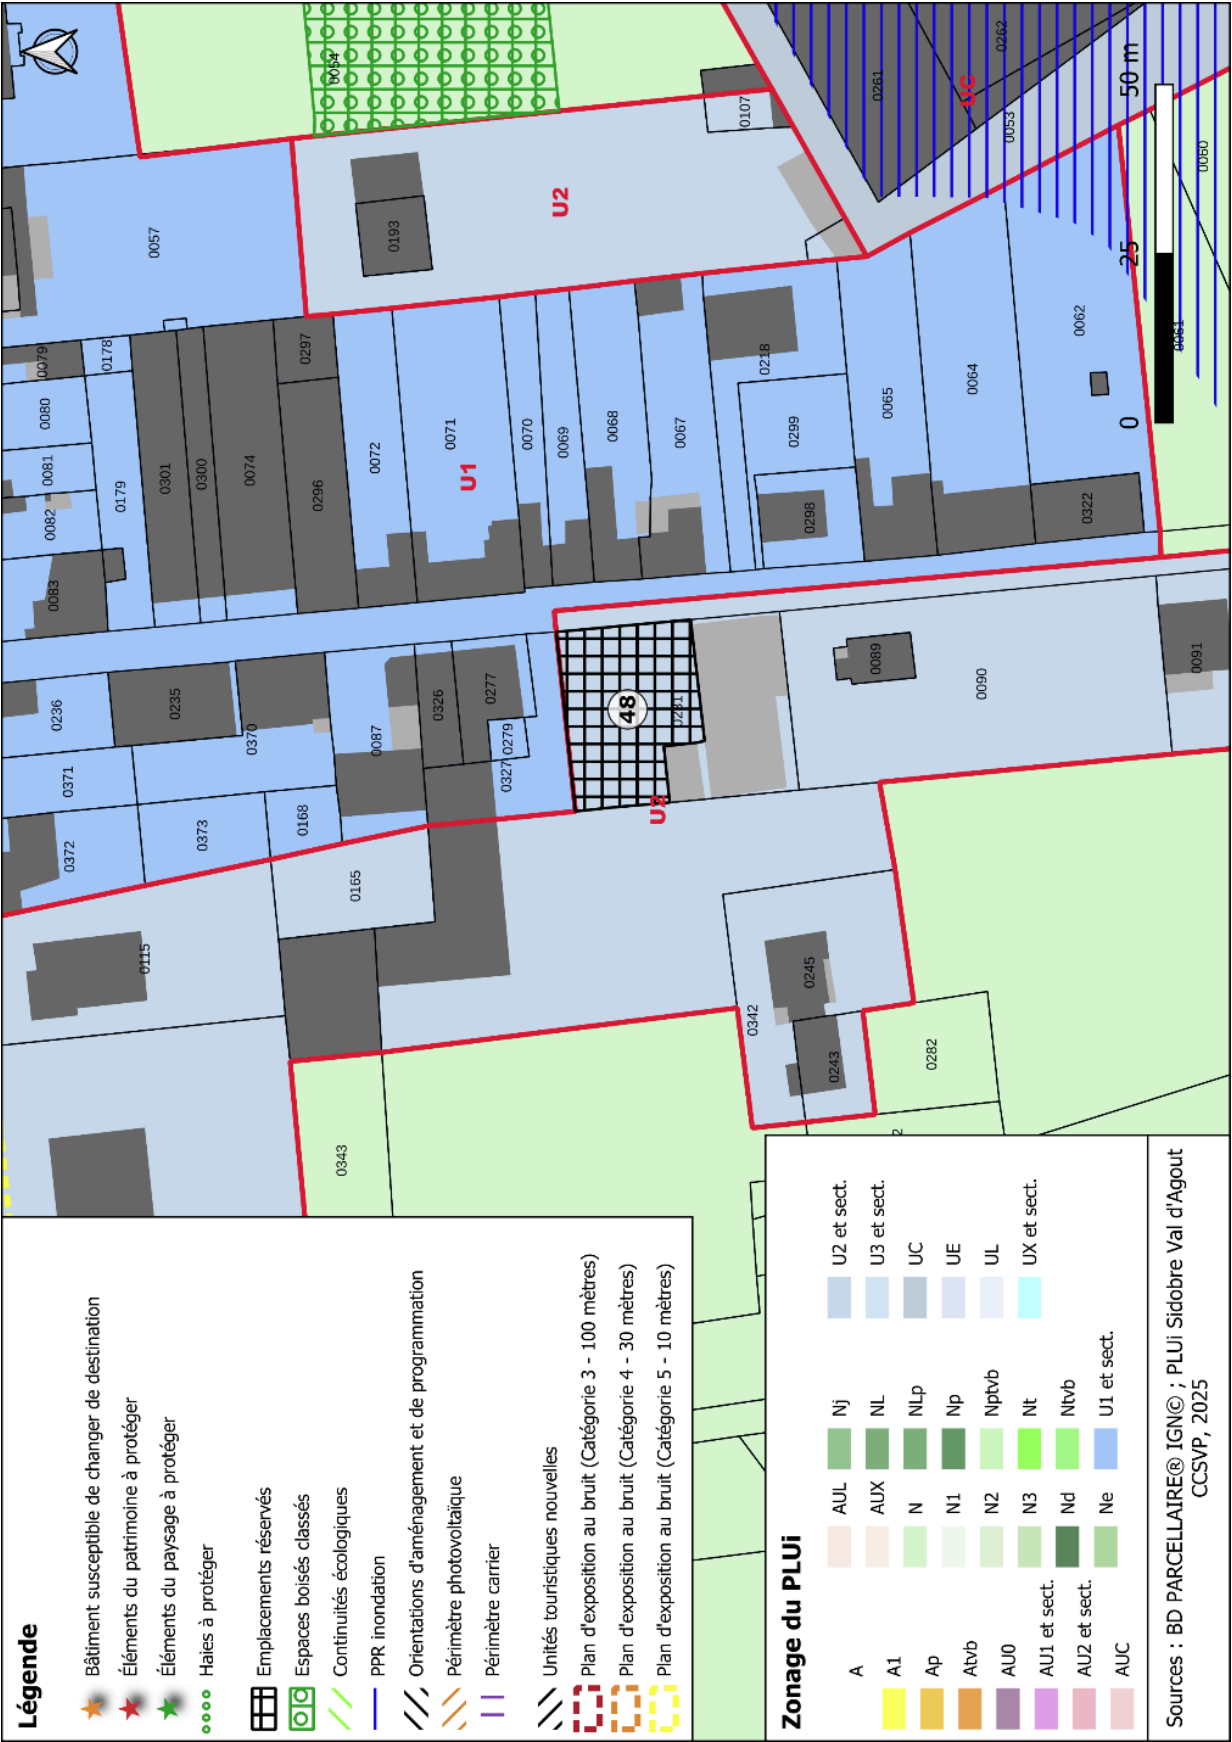 Légende
Bâtiment susceptible de changer de destination
Éléments du patrimoine à protéger
Éléments du paysage à protéger
Haies à protéger
Emplacements réservés
Espaces boisés classés
Continuités écologiques
PPR inondation
Orientations d'aménagement et de programmation
Périmètre photovoltaïque
Périmètre carrier
Unités touristiques nouvelles
Plan d'exposition au bruit (Catégorie 3 - 100 mètres)
Plan d'exposition au bruit (Catégorie 4 - 30 mètres)
Plan d'exposition au bruit (Catégorie 5 - 10 mètres)
Zonage du PLUi
A
A1
Ap
Atvb
AU0
AU1 et sect.
AU2 et sect.
AUC
AUL
AUX
N
N1
N2
N3
Nd
Ne
Nj
NL
NLp
Np
Nptvb
Nt
Ntvb
U1 et sect.
U2 et sect.
U3 et sect.
UC
UE
UL
UX et sect.
Sources : BD PARCELLAIRE® IGN© ; PLUi Sidobre Val d'Agout
CCSVP, 2025
0343
0115
0165
0372
0373
0168
0371
0370
0236
0235
0087
0326
0277
0279
0327
48
U2
0342
0245
0243
0282
2
0089
0090
0091
0083
0082
0081
0080
0079
0178
0179
0301
0300
0074
0296
0297
0072
0071
U1
0070
0069
0068
0067
0218
0299
0298
0065
0064
0322
0062
0061
0060
0057
0193
U2
0054
0107
0261
0262
UC
0053
0
25
50 m